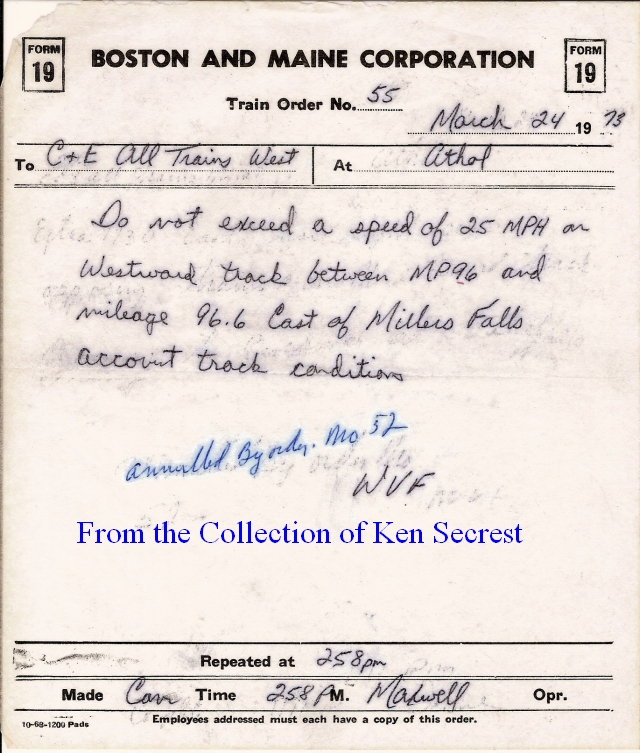 FORM 19
BOSTON AND MAINE CORPORATION
FORM 19
Train Order No. 55
March 24 19 73
To C+E All Trains West At Athol
Do not exceed a speed of 25 MPH on
Westward track between MP96 and
mileage 96.6 East of Millers Falls
account track conditions
annulled By order No. 52
WVF
From the Collection of Ken Secrest
Repeated at 258pm
Made Com Time 258 PM. Maxwell Opr.
10-68-1200 Pads
Employees addressed must each have a copy of this order.